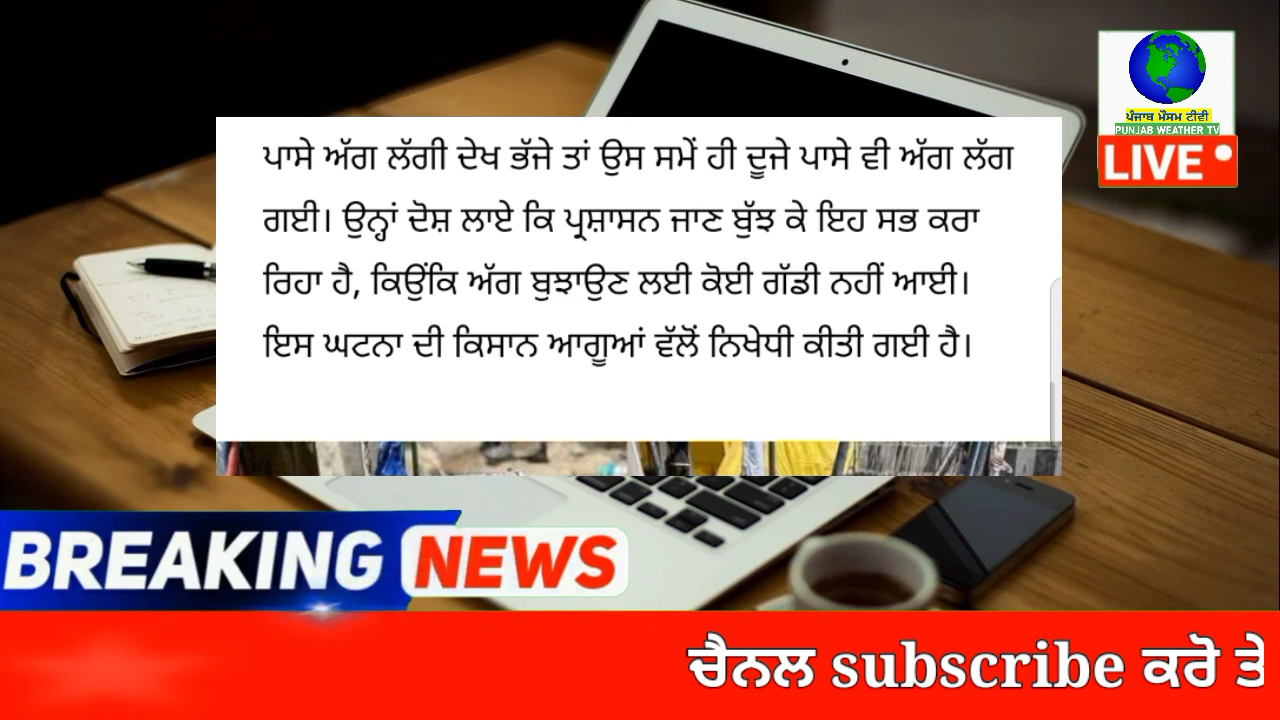 ਪੰਜਾਬ ਮੌਸਮ ਟੀਵੀ
PUNJAB WEATHER TV
LIVE
ਪਾਸੇ ਅੱਗ ਲੱਗੀ ਦੇਖ ਭੱਜੇ ਤਾਂ ਉਸ ਸਮੇਂ ਹੀ ਦੂਜੇ ਪਾਸੇ ਵੀ ਅੱਗ ਲੱਗ
ਗਈ। ਉਨ੍ਹਾਂ ਦੋਸ਼ ਲਾਏ ਕਿ ਪ੍ਰਸ਼ਾਸਨ ਜਾਣ ਬੁੱਝ ਕੇ ਇਹ ਸਭ ਕਰਾ
ਰਿਹਾ ਹੈ, ਕਿਉਂਕਿ ਅੱਗ ਬੁਝਾਉਣ ਲਈ ਕੋਈ ਗੱਡੀ ਨਹੀਂ ਆਈ।
ਇਸ ਘਟਨਾ ਦੀ ਕਿਸਾਨ ਆਗੂਆਂ ਵੱਲੋਂ ਨਿਖੇਧੀ ਕੀਤੀ ਗਈ ਹੈ।
BREAKING NEWS
ਚੈਨਲ subscribe ਕਰੋ ਤੇ